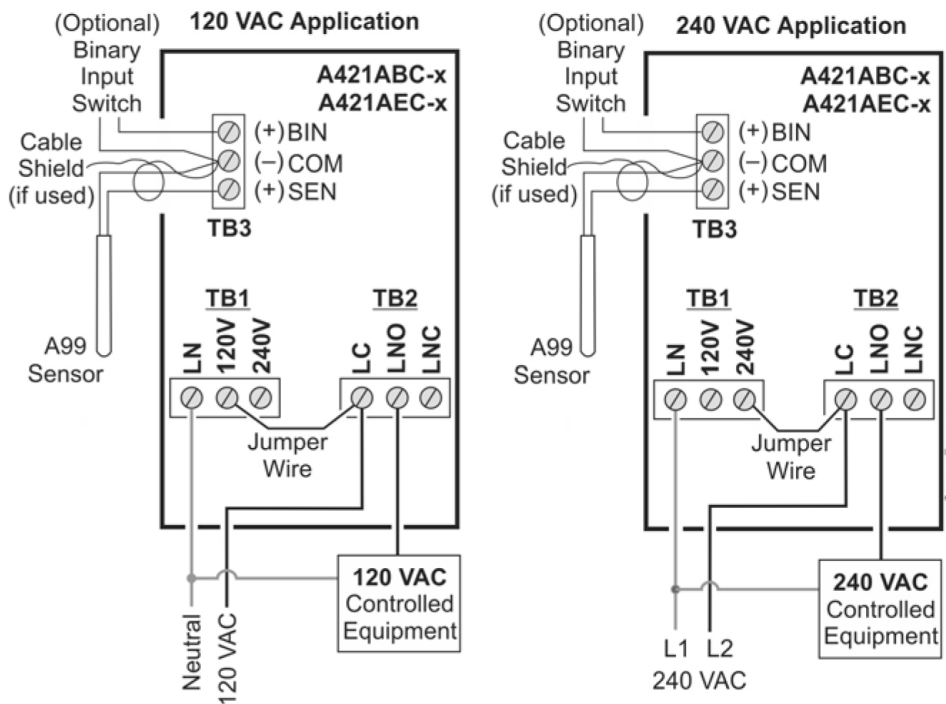 120 VAC Application
(Optional)
Binary
Input
Switch
A421ABC-x
A421AEC-x
Cable
Shield
(if used)
(+) BIN
(–) COM
(+) SEN
TB3
A99
Sensor
TB1
LN
120V
240V
TB2
LC
LNO
LNC
Jumper
Wire
120 VAC
Controlled
Equipment
Neutral
120 VAC
240 VAC Application
(Optional)
Binary
Input
Switch
A421ABC-x
A421AEC-x
Cable
Shield
(if used)
(+) BIN
(–) COM
(+) SEN
TB3
A99
Sensor
TB1
LN
120V
240V
TB2
LC
LNO
LNC
Jumper
Wire
240 VAC
Controlled
Equipment
L1 L2
240 VAC